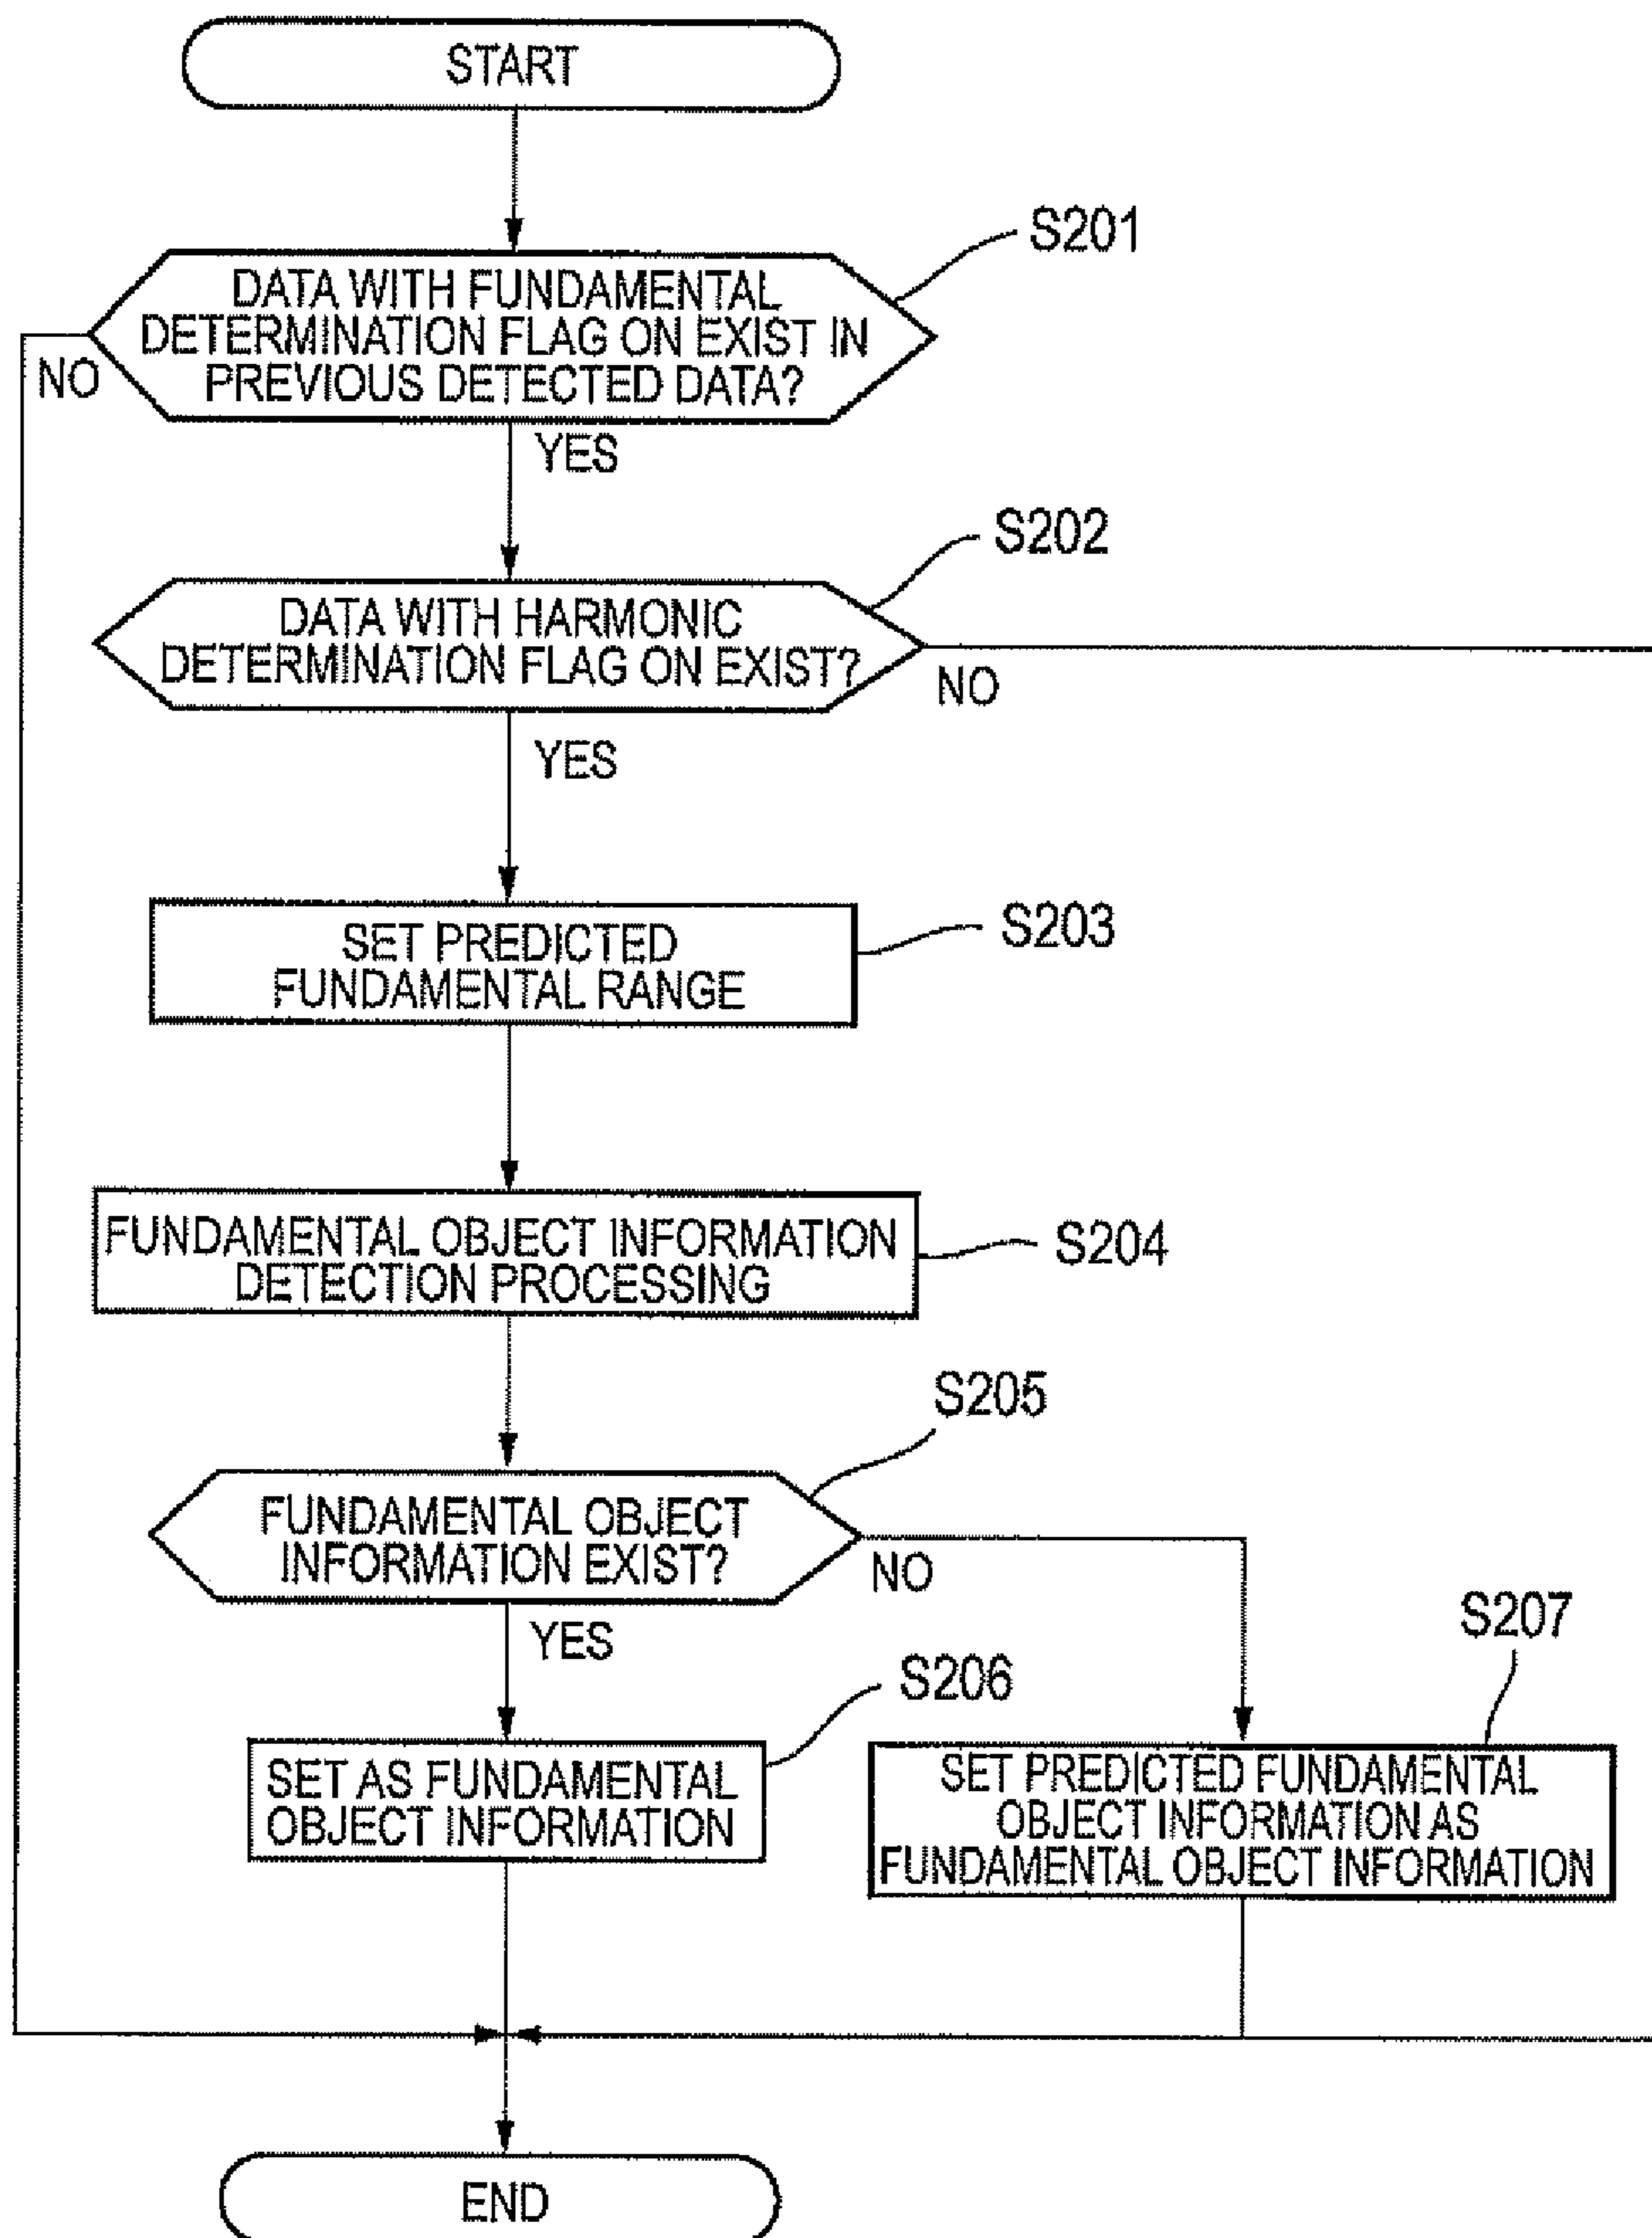 START
S201
DATA WITH FUNDAMENTAL
DETERMINATION FLAG ON EXIST IN
PREVIOUS DETECTED DATA?
NO
YES
S202
DATA WITH HARMONIC
DETERMINATION FLAG ON EXIST?
NO
YES
S203
SET PREDICTED
FUNDAMENTAL RANGE
S204
FUNDAMENTAL OBJECT INFORMATION
DETECTION PROCESSING
S205
FUNDAMENTAL OBJECT
INFORMATION EXIST?
NO
YES
S206
SET AS FUNDAMENTAL
OBJECT INFORMATION
S207
SET PREDICTED FUNDAMENTAL
OBJECT INFORMATION AS
FUNDAMENTAL OBJECT INFORMATION
END